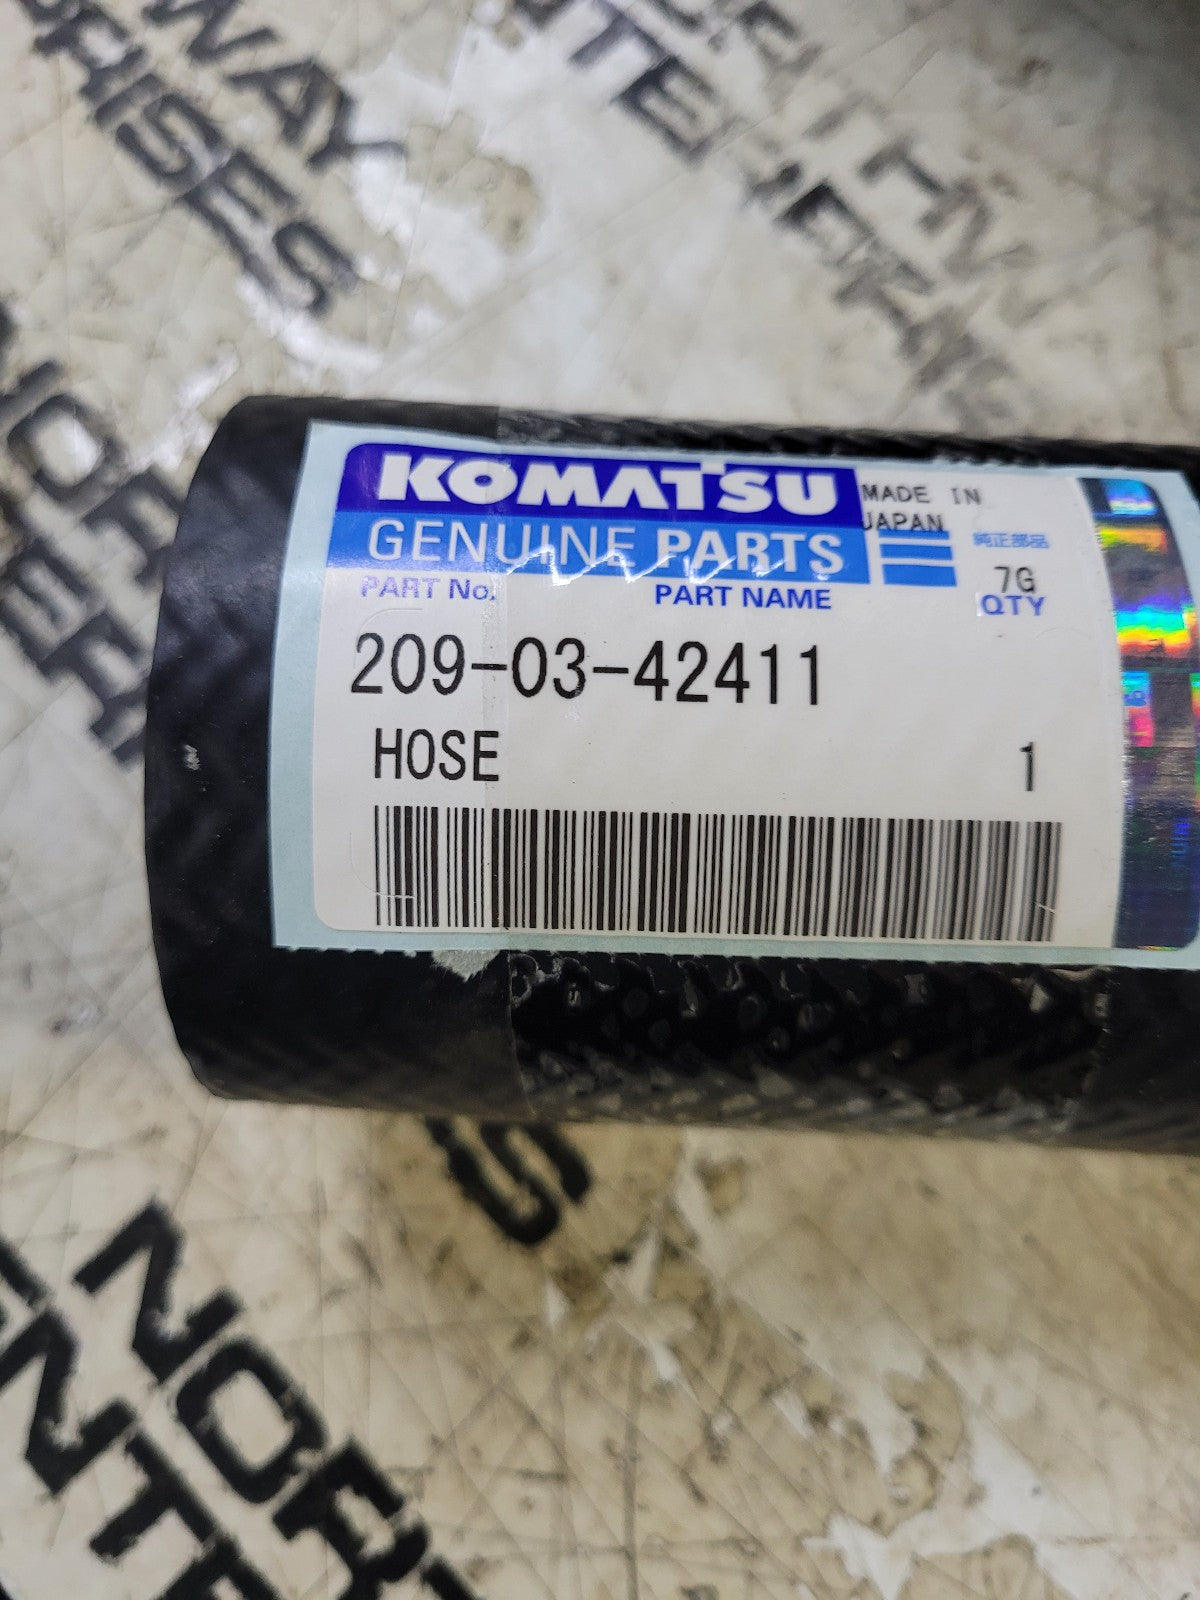 KOMATSU
GENUINE PARTS
MADE IN
JAPAN
純正部品
7G
PART No.
PART NAME
QTY
209-03-42411
HOSE
1
WAY